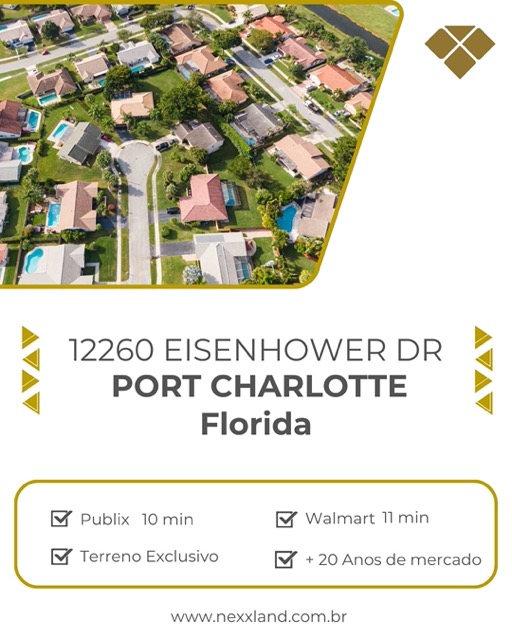 12260 EISENHOWER DR
PORT CHARLOTTE
Florida
Publix 10 min
Walmart 11 min
Terreno Exclusivo
+ 20 Anos de mercado
www.nexxland.com.br